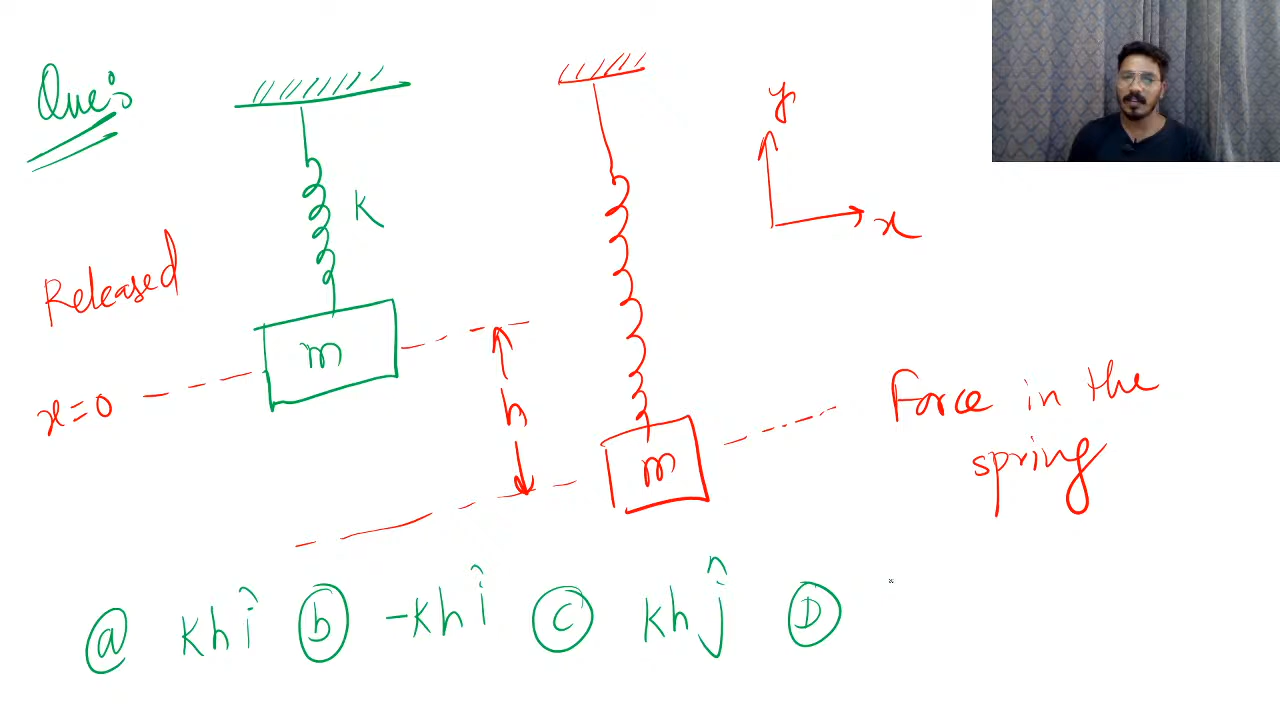 Que:
y
K
x
Released
m
x=0
h
m
Force in the
spring
(a) khî (b) -khî (C) khĵ (D)